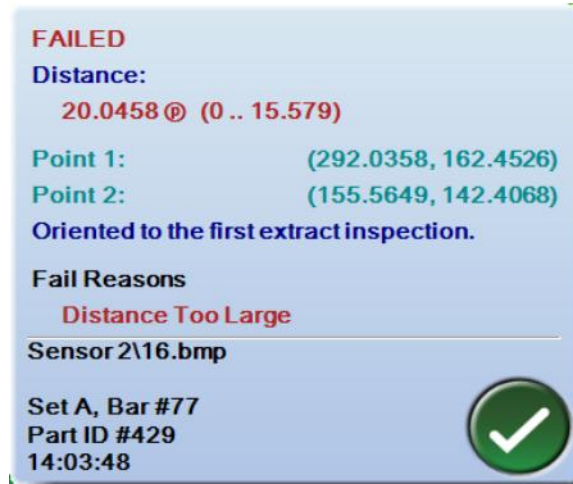 FAILED
Distance:
20.0458 ⓟ (0 .. 15.579)
Point 1: (292.0358, 162.4526)
Point 2: (155.5649, 142.4068)
Oriented to the first extract inspection.
Fail Reasons
Distance Too Large
Sensor 2\16.bmp
Set A, Bar #77
Part ID #429
14:03:48